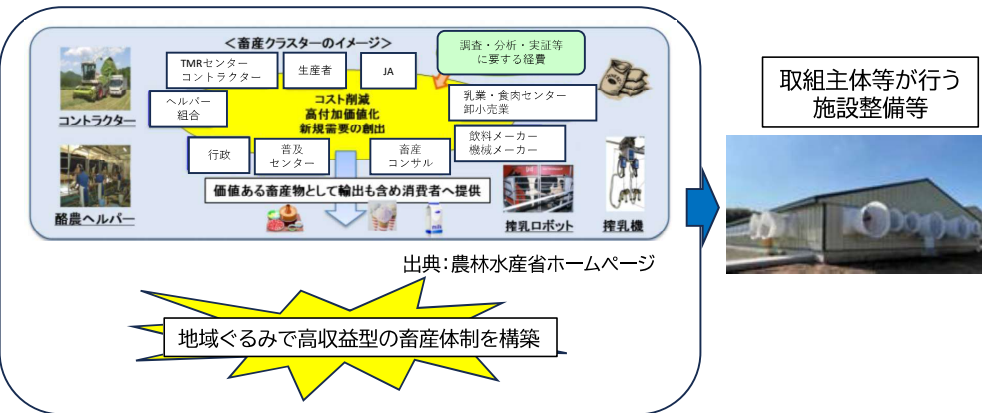 <畜産クラスターのイメージ>
調査・分析・実証等
に要する経費
TMRセンター
コントラクター
生産者
JA
コントラクター
ヘルパー
組合
コスト削減
高付加価値化
新規需要の創出
乳業・食肉センター
卸小売業
行政
普及
センター
畜産
コンサル
飲料メーカー
機械メーカー
価値ある畜産物として輸出も含め消費者へ提供
酪農ヘルパー
搾乳ロボット
搾乳機
出典：農林水産省ホームページ
地域ぐるみで高収益型の畜産体制を構築
取組主体等が行う
施設整備等